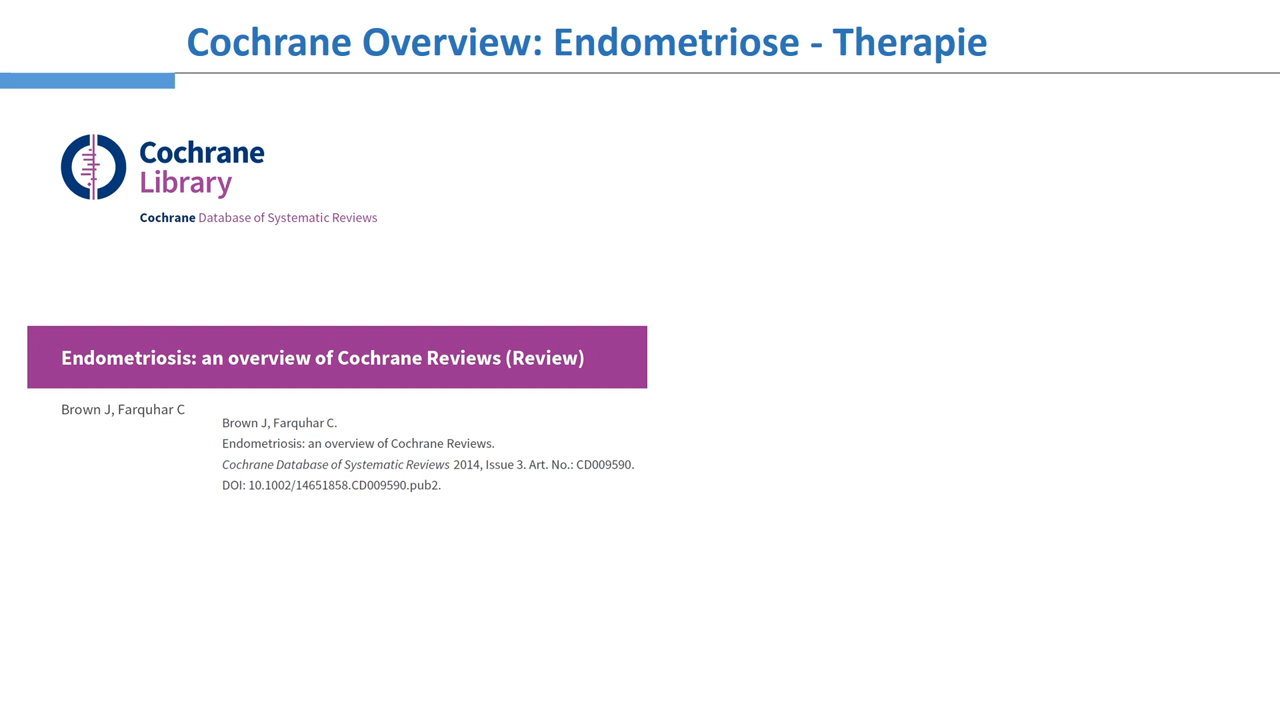 Cochrane Overview: Endometriose - Therapie
Cochrane
Library
Cochrane Database of Systematic Reviews
Endometriosis: an overview of Cochrane Reviews (Review)
Brown J, Farquhar C
Brown J, Farquhar C.
Endometriosis: an overview of Cochrane Reviews.
Cochrane Database of Systematic Reviews 2014, Issue 3. Art. No.: CD009590.
DOI: 10.1002/14651858.CD009590.pub2.